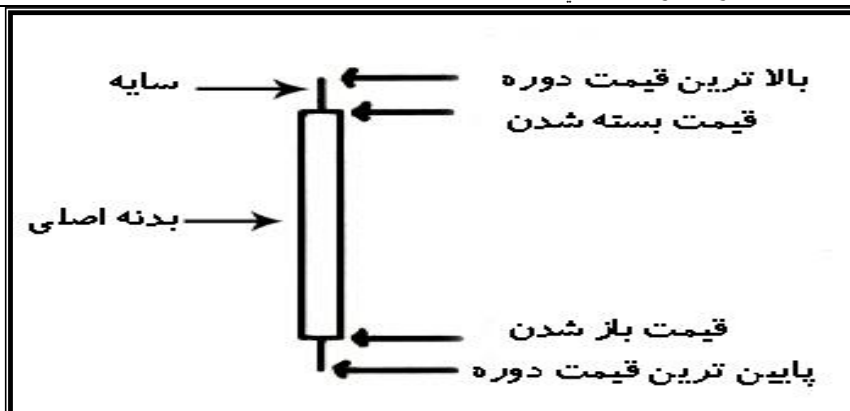 بالا ترین قیمت دوره
سایه
قیمت بسته شدن
بدنه اصلی
قیمت باز شدن
پایین ترین قیمت دوره